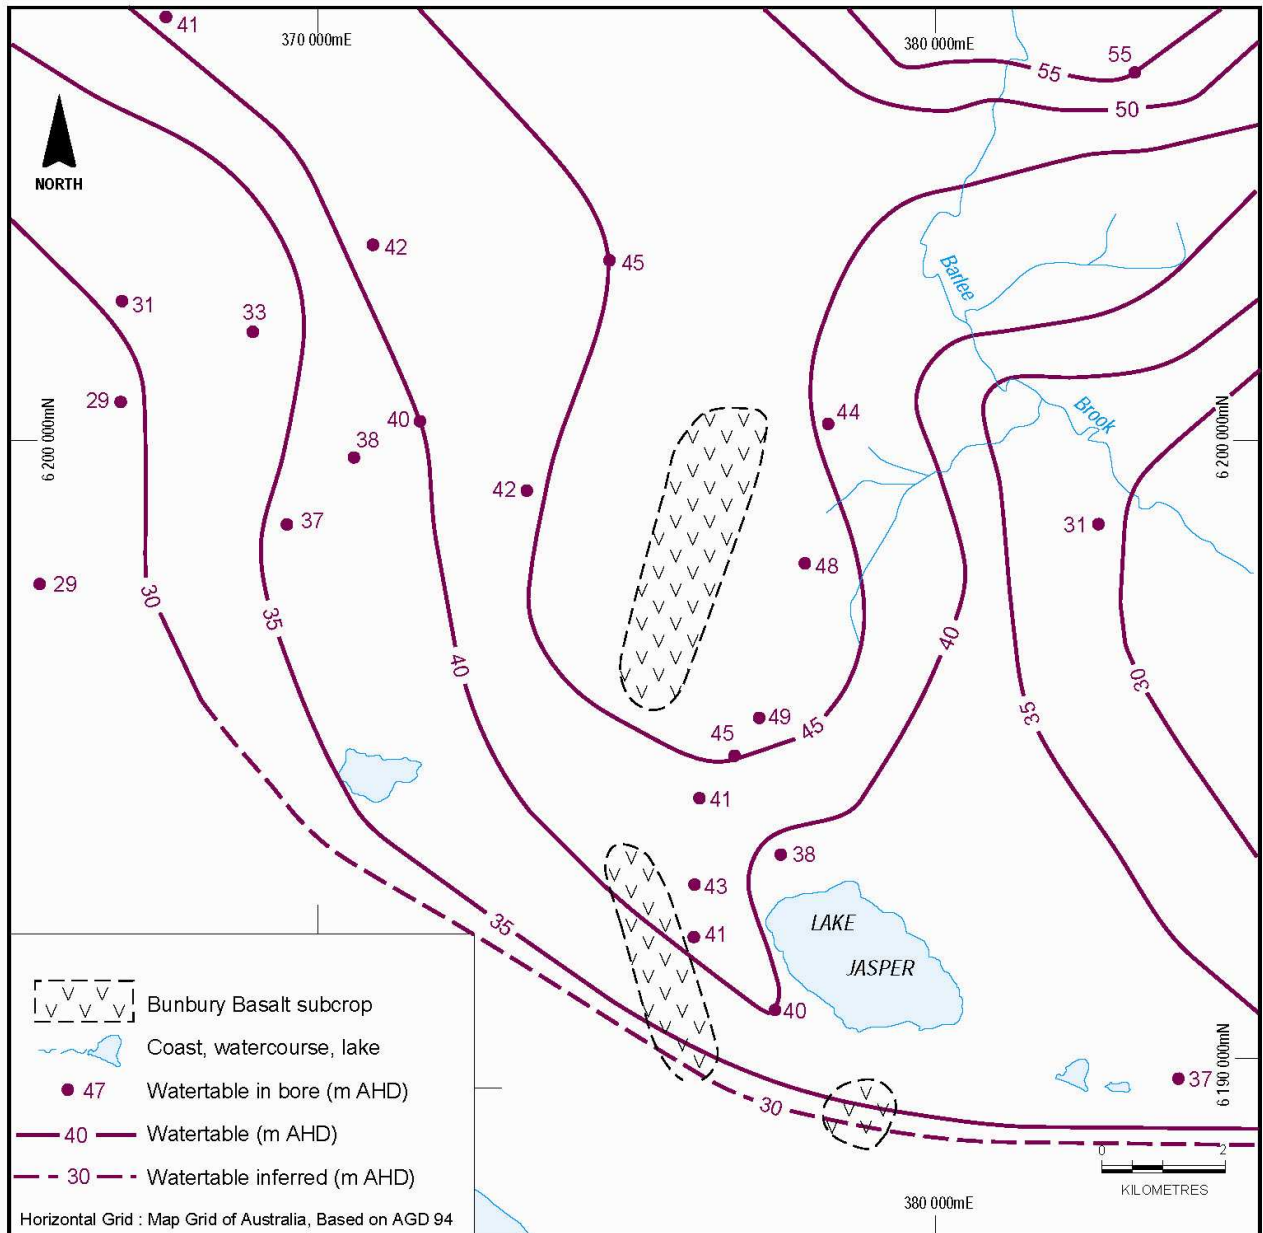 41
370 000mE
380 000mE
55
55
50
NORTH
42
45
Barlee
31
33
29
40
44
Brook
6 200 000mN
6 200 000mN
38
42
37
31
48
29
30
35
40
40
30
49
45
45
35
41
38
43
35
41
LAKE
JASPER
40
37
6 190 000mN
30
Bunbury Basalt subcrop
Coast, watercourse, lake
47 Watertable in bore (m AHD)
40 Watertable (m AHD)
30 Watertable inferred (m AHD)
Horizontal Grid : Map Grid of Australia, Based on AGD 94
0 2
KILOMETRES
380 000mE